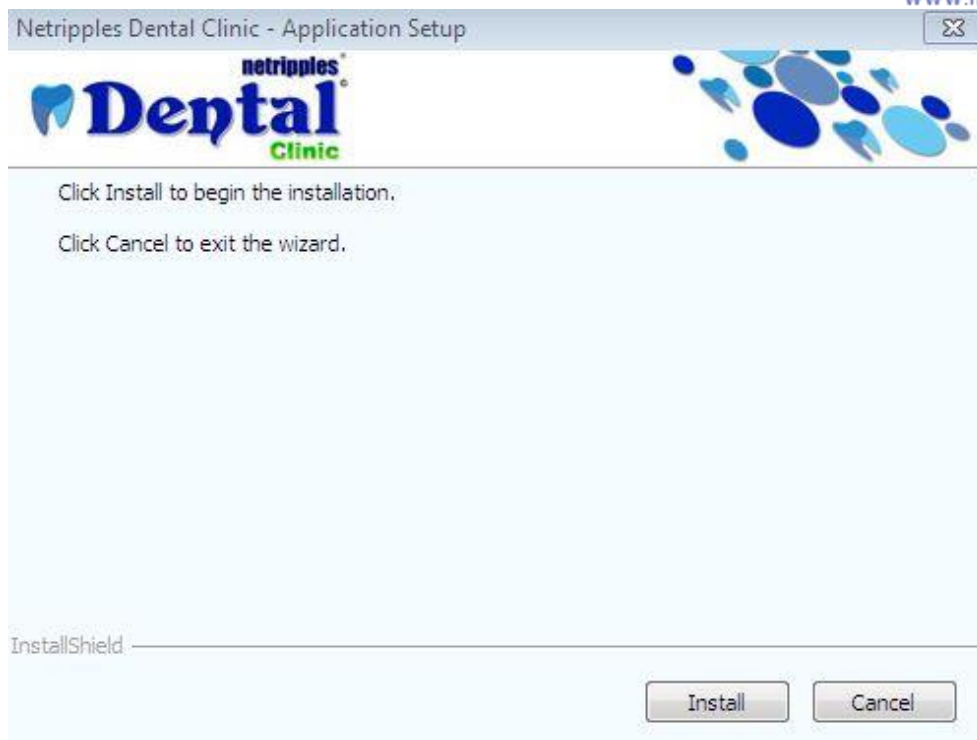 Netripples Dental Clinic - Application Setup
netripples
Dental
Clinic
Click Install to begin the installation.
Click Cancel to exit the wizard.
InstallShield
Install Cancel